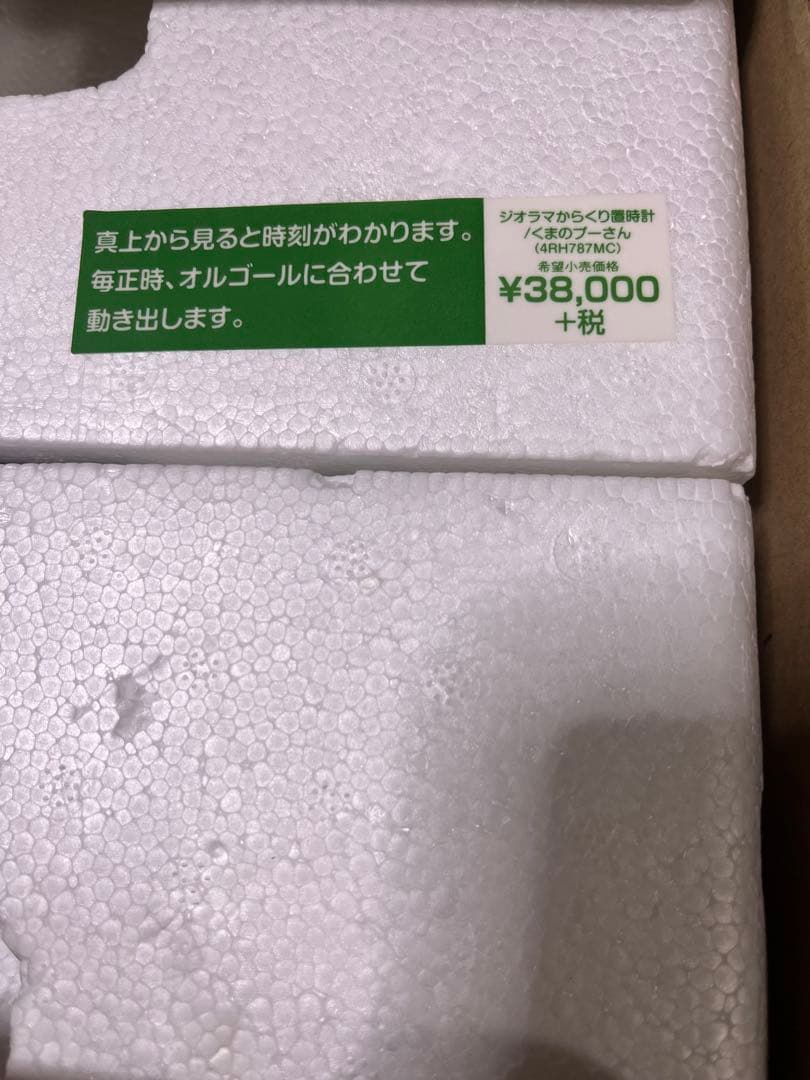 真上から見ると時刻がわかります。
毎正時、オルゴールに合わせて
動き出します。
ジオラマからくり置時計
/くまのプーさん
(4RH787MC)
希望小売価格
¥38,000
+税